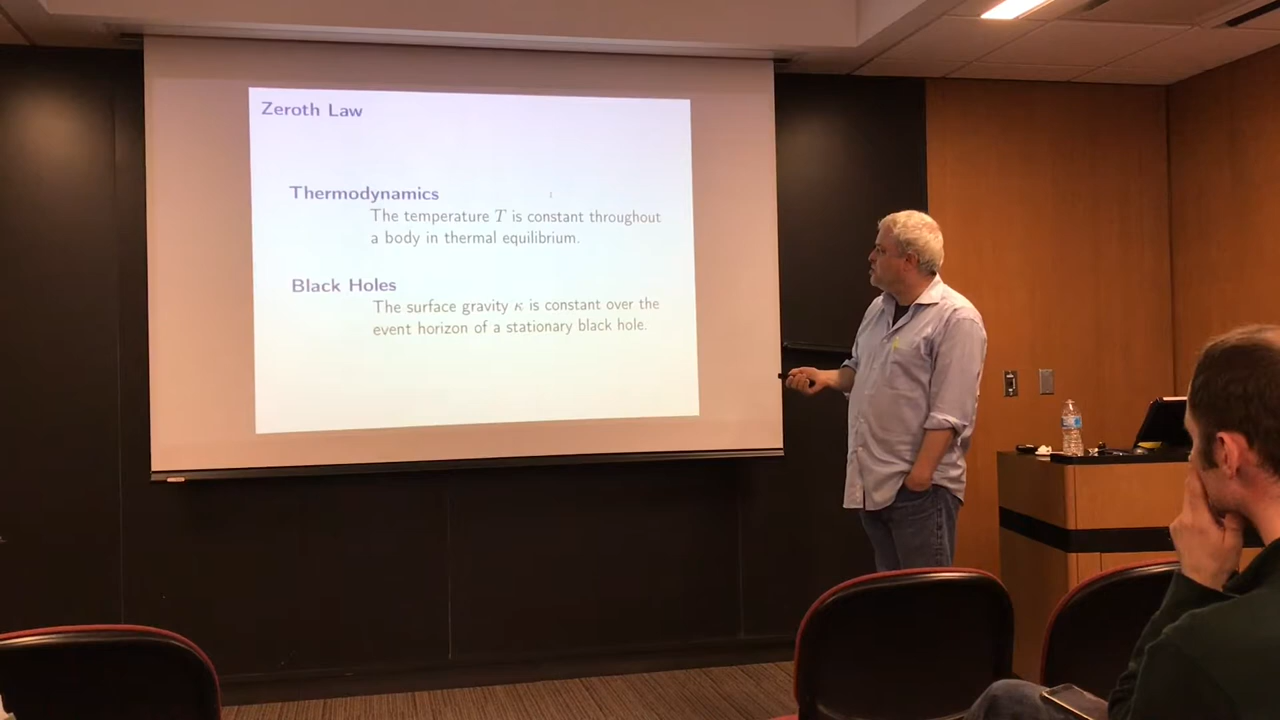 Zeroth Law
Thermodynamics
The temperature T is constant throughout
a body in thermal equilibrium.
Black Holes
The surface gravity κ is constant over the
event horizon of a stationary black hole.